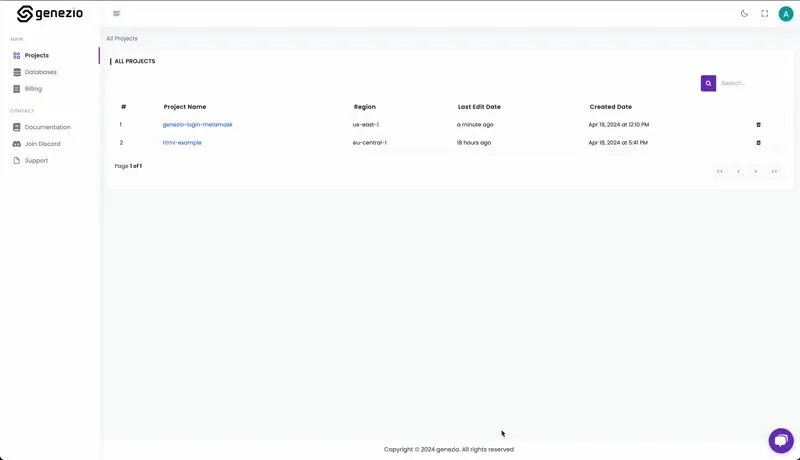 genezio
A
MAIN
Projects
Databases
Billing
CONTACT
Documentation
Join Discord
Support
All Projects
ALL PROJECTS
Search...
# Project Name Region Last Edit Date Created Date
1 genezio-login-metamask us-east-1 a minute ago Apr 19, 2024 at 12:10 PM
2 html-example eu-central-1 18 hours ago Apr 18, 2024 at 5:41 PM
Page 1 of 1
<< < > >>
Copyright © 2024 genezio. All rights reserved